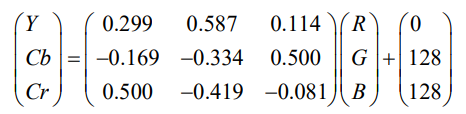 Y 0.299 0.587 0.114 R 0
Cb = -0.169 -0.334 0.500 G + 128
Cr 0.500 -0.419 -0.081 B 128